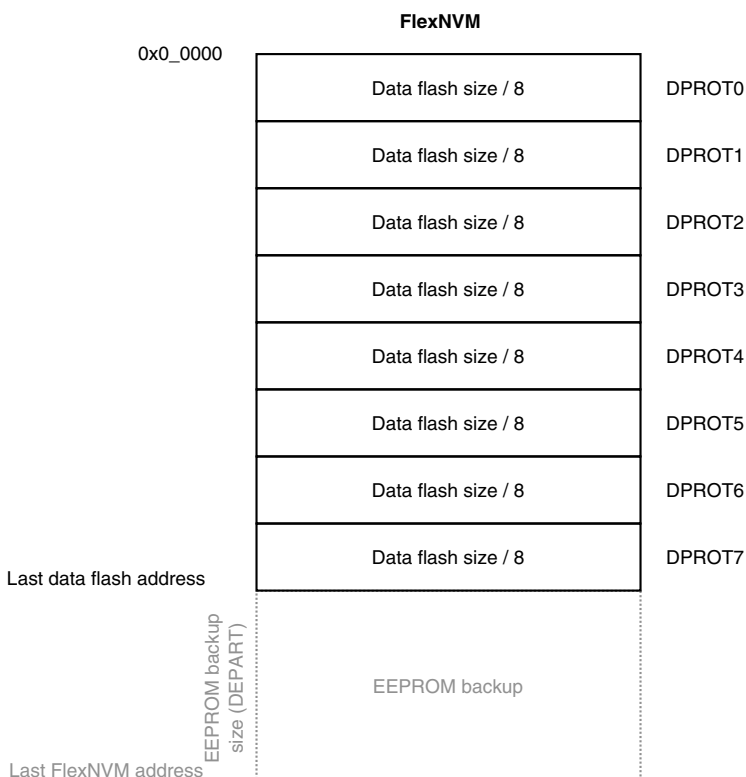 FlexNVM
0x0_0000
Data flash size / 8 DPROT0
Data flash size / 8 DPROT1
Data flash size / 8 DPROT2
Data flash size / 8 DPROT3
Data flash size / 8 DPROT4
Data flash size / 8 DPROT5
Data flash size / 8 DPROT6
Data flash size / 8 DPROT7
Last data flash address
EEPROM backup
size (DEPART)
EEPROM backup
Last FlexNVM address